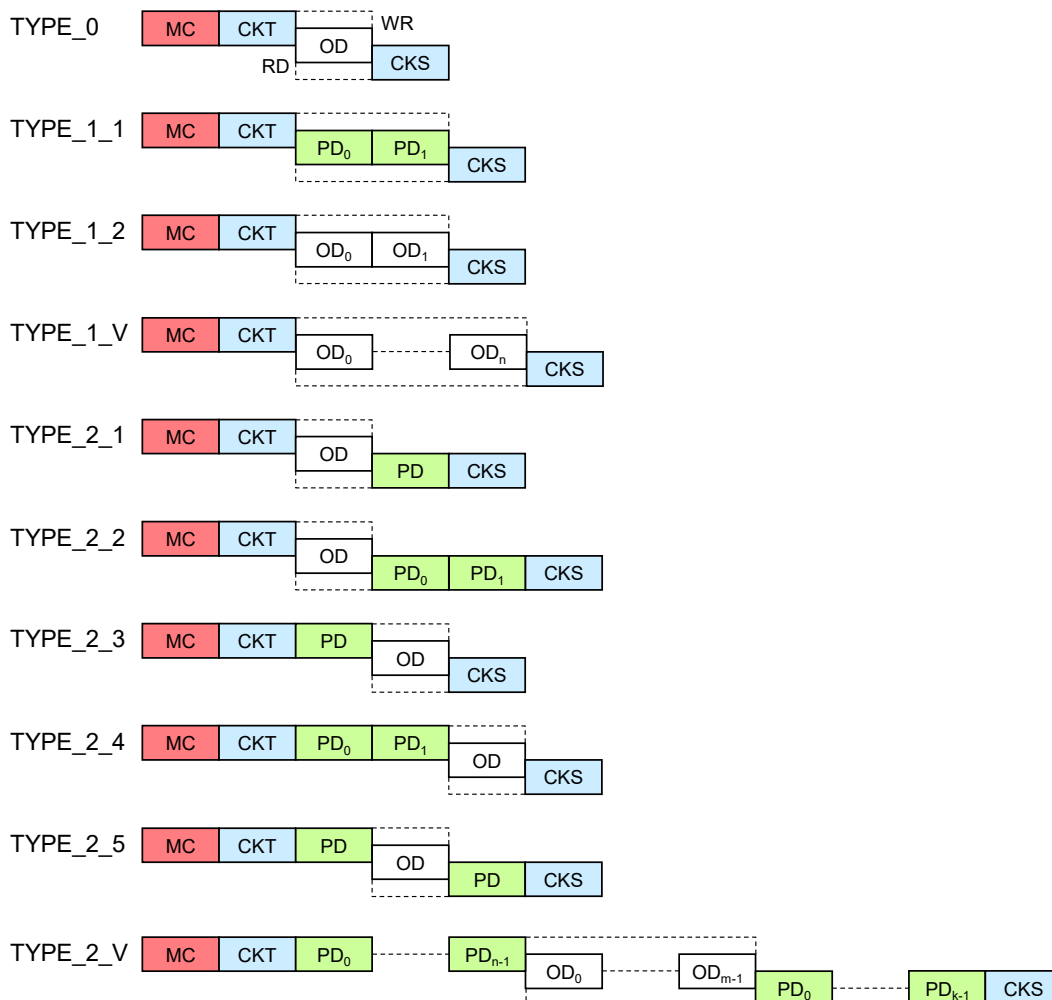 TYPE_0 MC CKT OD WR
RD CKS
TYPE_1_1 MC CKT PD₀ PD₁ CKS
TYPE_1_2 MC CKT OD₀ OD₁ CKS
TYPE_1_V MC CKT OD₀ ODₙ CKS
TYPE_2_1 MC CKT OD PD CKS
TYPE_2_2 MC CKT OD PD₀ PD₁ CKS
TYPE_2_3 MC CKT PD OD CKS
TYPE_2_4 MC CKT PD₀ PD₁ OD CKS
TYPE_2_5 MC CKT PD OD PD CKS
TYPE_2_V MC CKT PD₀ PDₙ₋₁ OD₀ ODₘ₋₁ PD₀ PDₖ₋₁ CKS